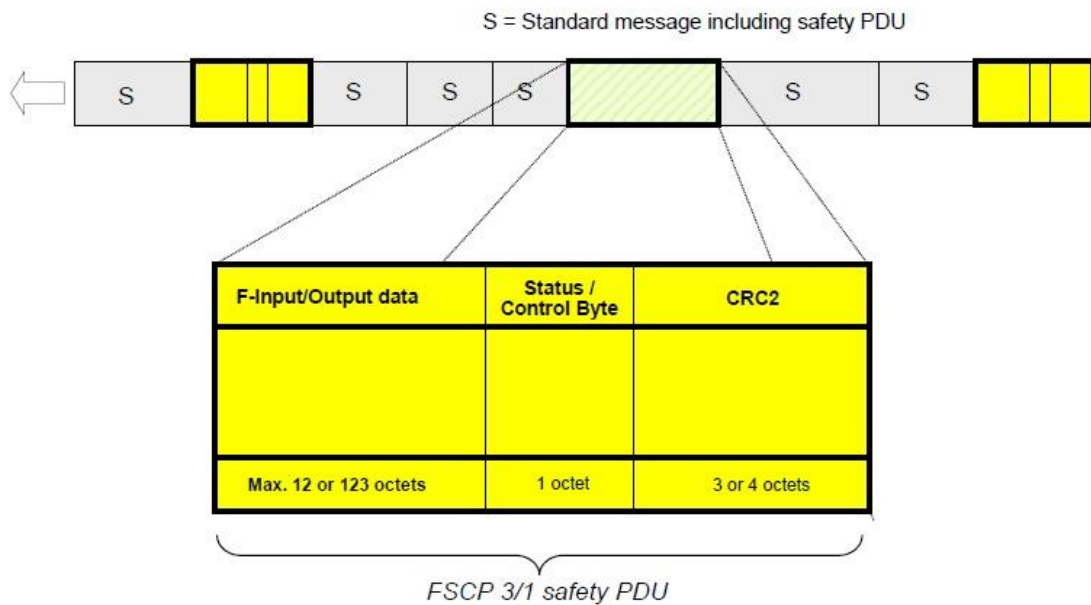 S = Standard message including safety PDU
S
S
S
S
S
S
F-Input/Output data
Status /
Control Byte
CRC2
Max. 12 or 123 octets
1 octet
3 or 4 octets
FSCP 3/1 safety PDU